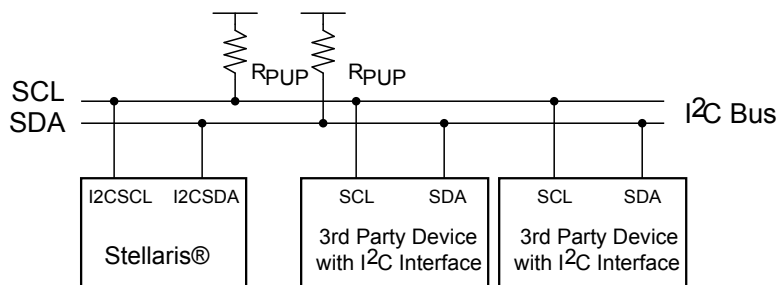 RPUP
RPUP
SCL
SDA
I2C Bus
I2CSCL
I2CSDA
SCL
SDA
SCL
SDA
Stellaris®
3rd Party Device
with I2C Interface
3rd Party Device
with I2C Interface